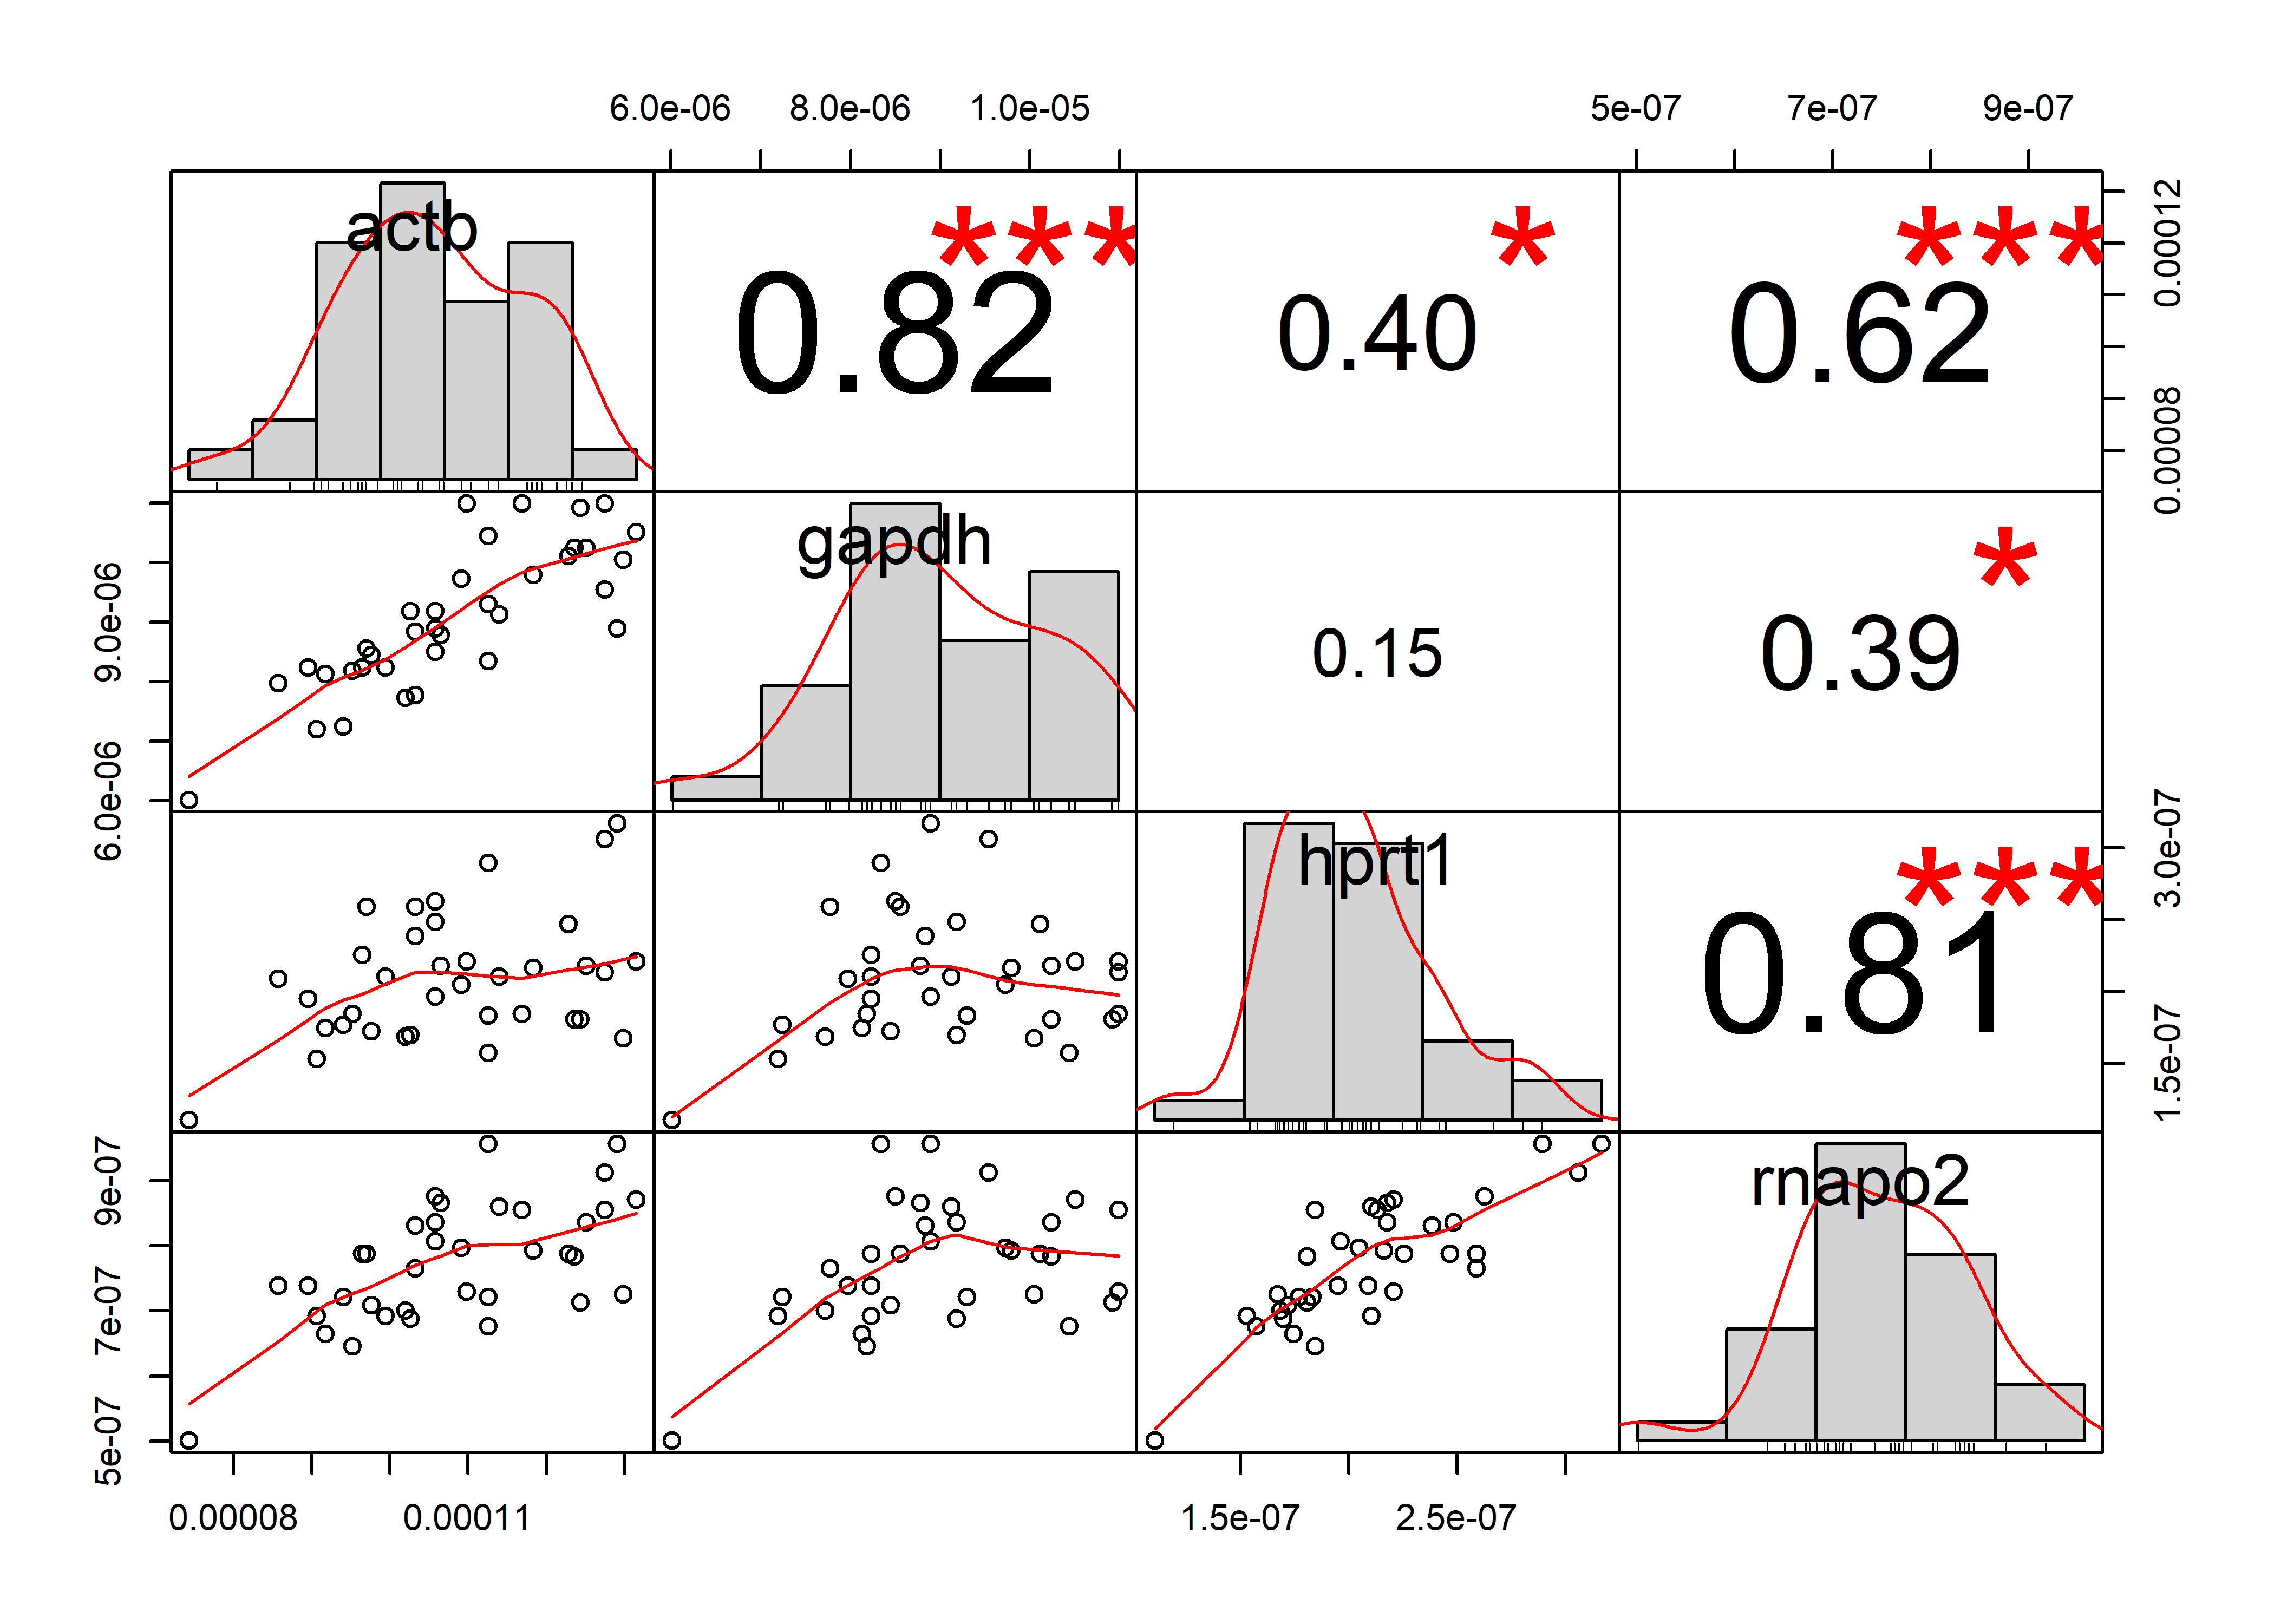 6.0e-06 8.0e-06 1.0e-05 5e-07 7e-07 9e-07
actb
***
0.82
*
0.40
***
0.62
0.00008 0.00012
6.0e-06 9.0e-06
gapdh
0.15
*
0.39
hprt1
***
0.81
1.5e-07 3.0e-07
5e-07 7e-07 9e-07
rnapo2
0.00008 0.00011 1.5e-07 2.5e-07